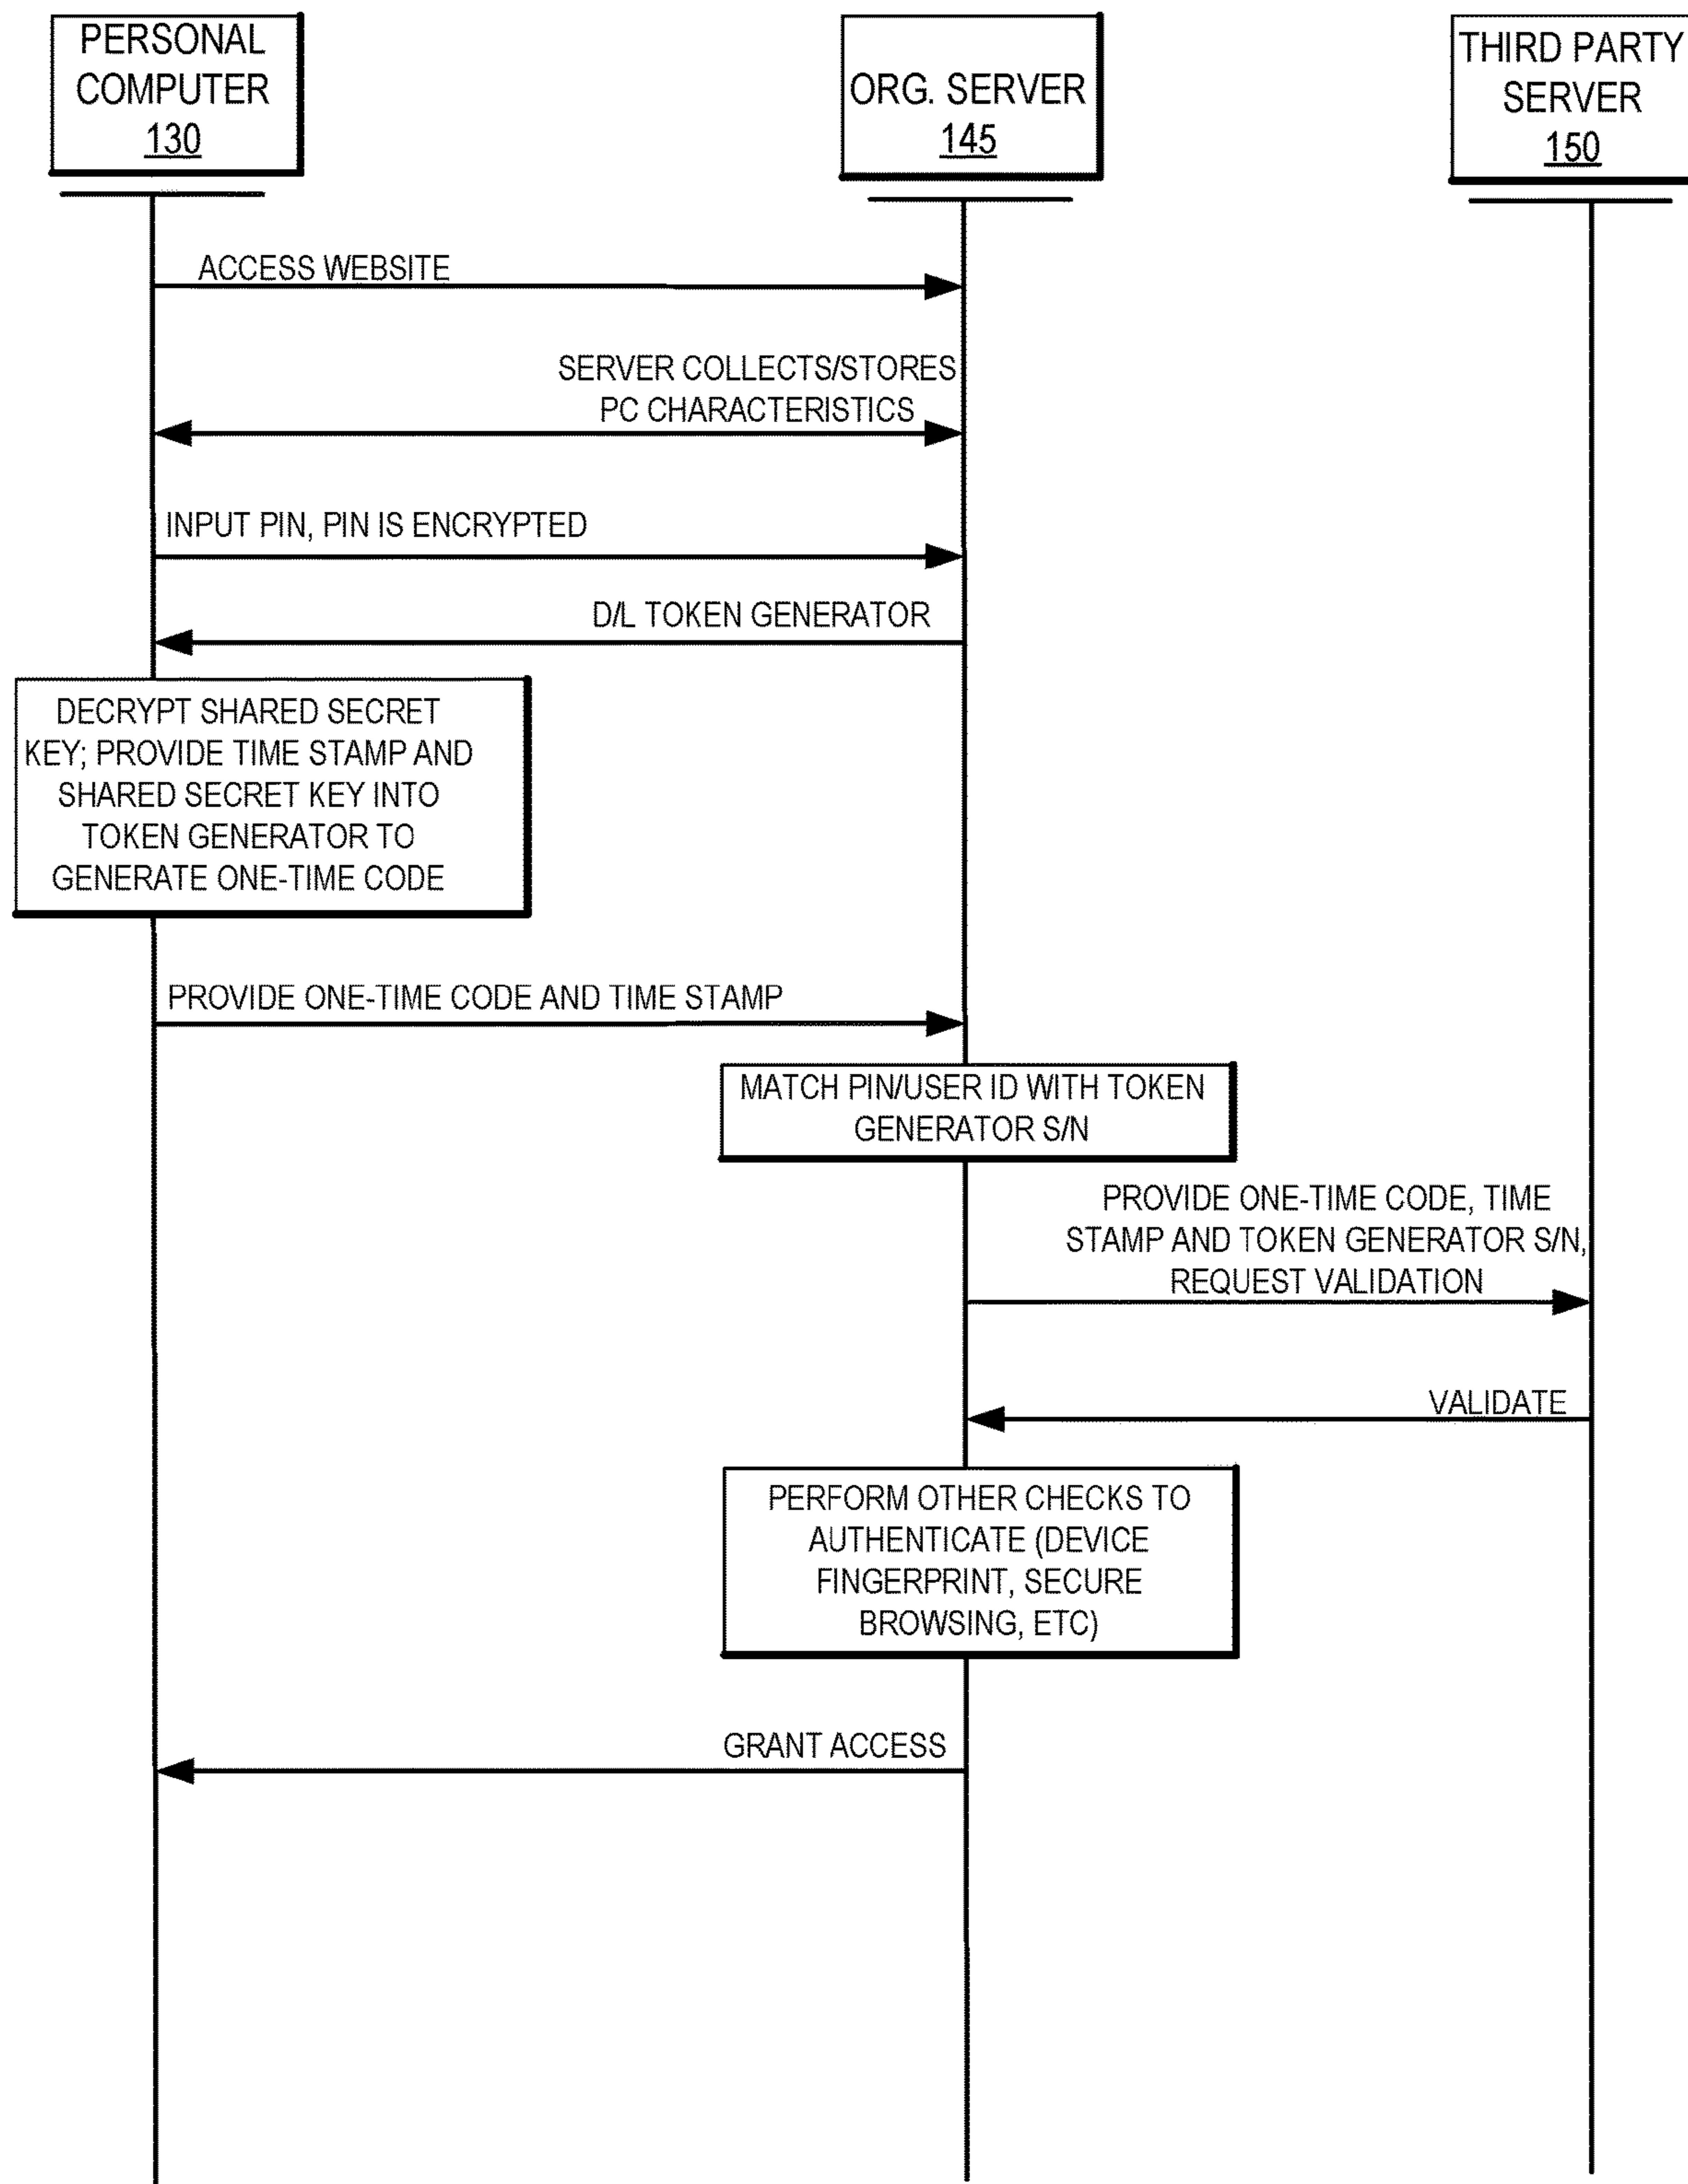 PERSONAL
COMPUTER
130
ORG. SERVER
145
THIRD PARTY
SERVER
150
ACCESS WEBSITE
SERVER COLLECTS/STORES
PC CHARACTERISTICS
INPUT PIN, PIN IS ENCRYPTED
D/L TOKEN GENERATOR
DECRYPT SHARED SECRET
KEY; PROVIDE TIME STAMP AND
SHARED SECRET KEY INTO
TOKEN GENERATOR TO
GENERATE ONE-TIME CODE
PROVIDE ONE-TIME CODE AND TIME STAMP
MATCH PIN/USER ID WITH TOKEN
GENERATOR S/N
PROVIDE ONE-TIME CODE, TIME
STAMP AND TOKEN GENERATOR S/N,
REQUEST VALIDATION
VALIDATE
PERFORM OTHER CHECKS TO
AUTHENTICATE (DEVICE
FINGERPRINT, SECURE
BROWSING, ETC)
GRANT ACCESS